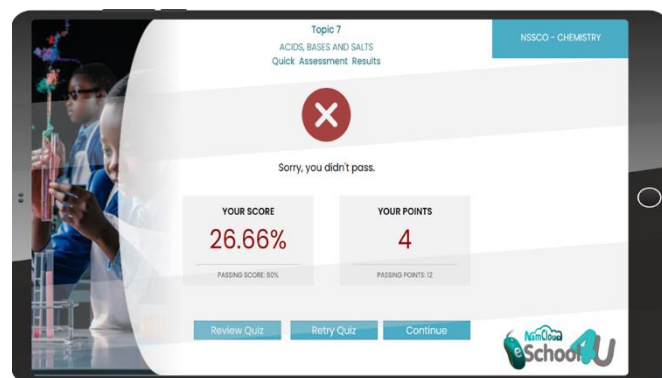 Topic 7
ACIDS, BASES AND SALTS
Quick Assessment Results
NSSCO - CHEMISTRY
Sorry, you didn't pass.
YOUR SCORE
26.66%
PASSING SCORE: 80%
YOUR POINTS
4
PASSING POINTS: 12
Review Quiz
Retry Quiz
Continue
NamCloud
eSchool4U